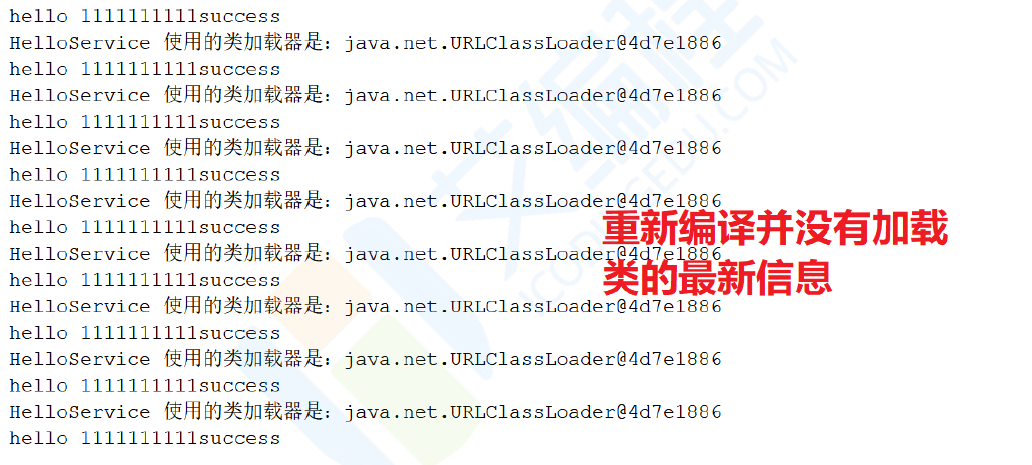 hello 1111111111success
HelloService 使用的类加载器是：java.net.URLClassLoader@4d7e1886
hello 1111111111success
HelloService 使用的类加载器是：java.net.URLClassLoader@4d7e1886
hello 1111111111success
HelloService 使用的类加载器是：java.net.URLClassLoader@4d7e1886
hello 1111111111success
HelloService 使用的类加载器是：java.net.URLClassLoader@4d7e1886
hello 1111111111success
HelloService 使用的类加载器是：java.net.URLClassLoader@4d7e1886
hello 1111111111success
HelloService 使用的类加载器是：java.net.URLClassLoader@4d7e1886
hello 1111111111success
HelloService 使用的类加载器是：java.net.URLClassLoader@4d7e1886
hello 1111111111success
HelloService 使用的类加载器是：java.net.URLClassLoader@4d7e1886
hello 1111111111success
重新编译并没有加载
类的最新信息
艾编程
ICODINGEDU.COM